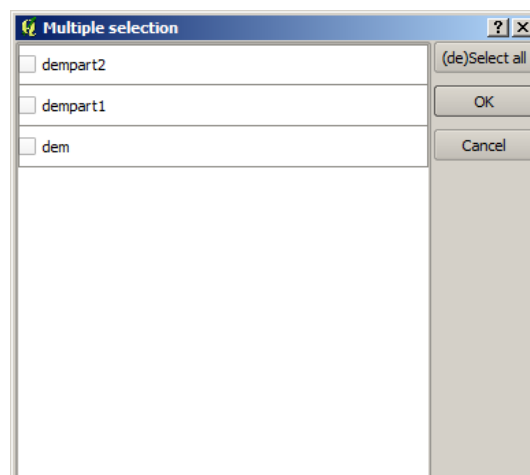 Multiple selection
? X
dempart2
(de)Select all
dempart1
OK
dem
Cancel